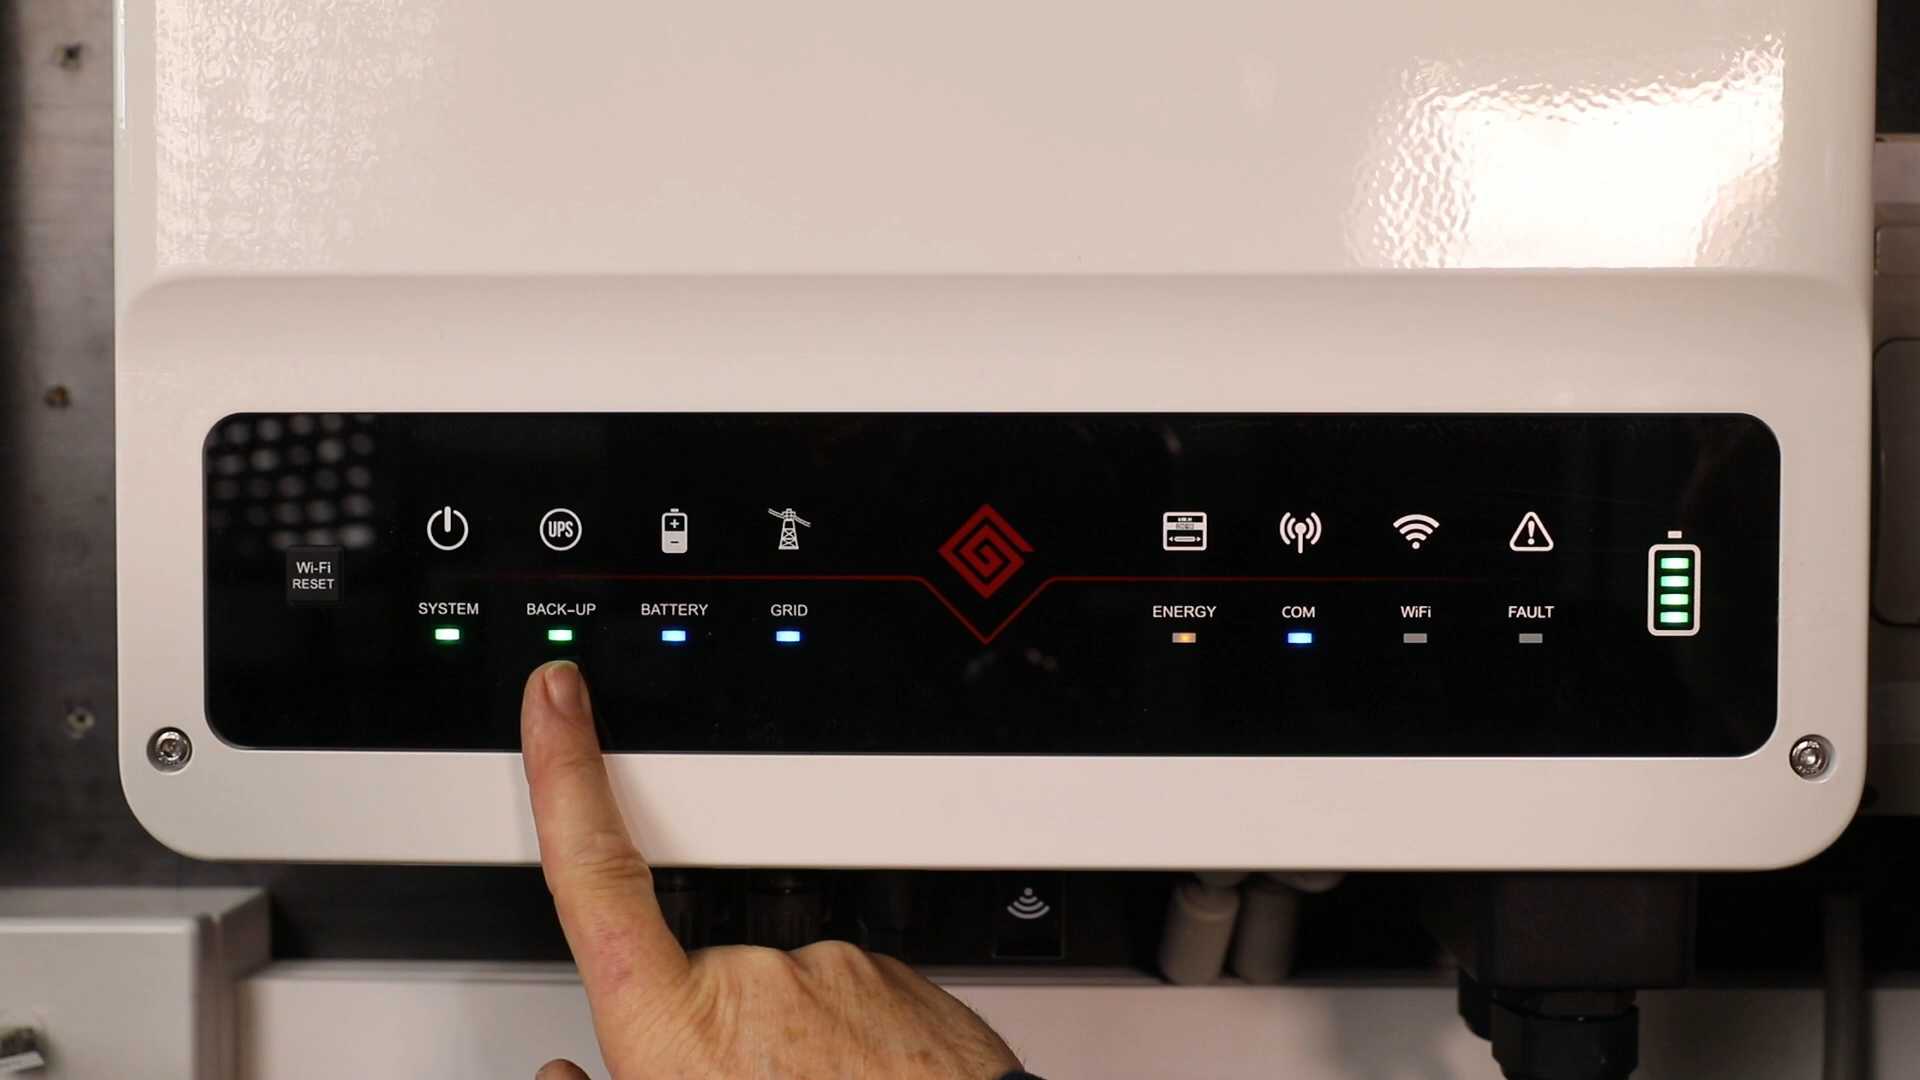 Wi-Fi
RESET
UPS
SYSTEM
BACK-UP
BATTERY
GRID
ENERGY
COM
WiFi
FAULT